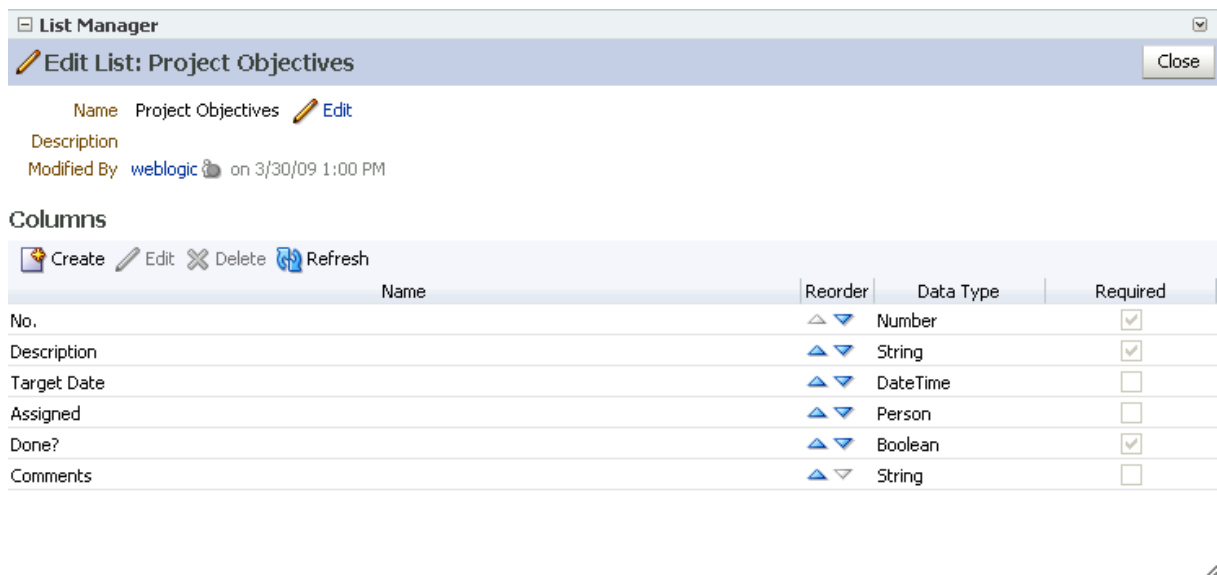 List Manager
Edit List: Project Objectives Close
Name Project Objectives Edit
Description
Modified By weblogic on 3/30/09 1:00 PM
Columns
Create Edit Delete Refresh
Name Reorder Data Type Required
No. Number
Description String
Target Date DateTime
Assigned Person
Done? Boolean
Comments String